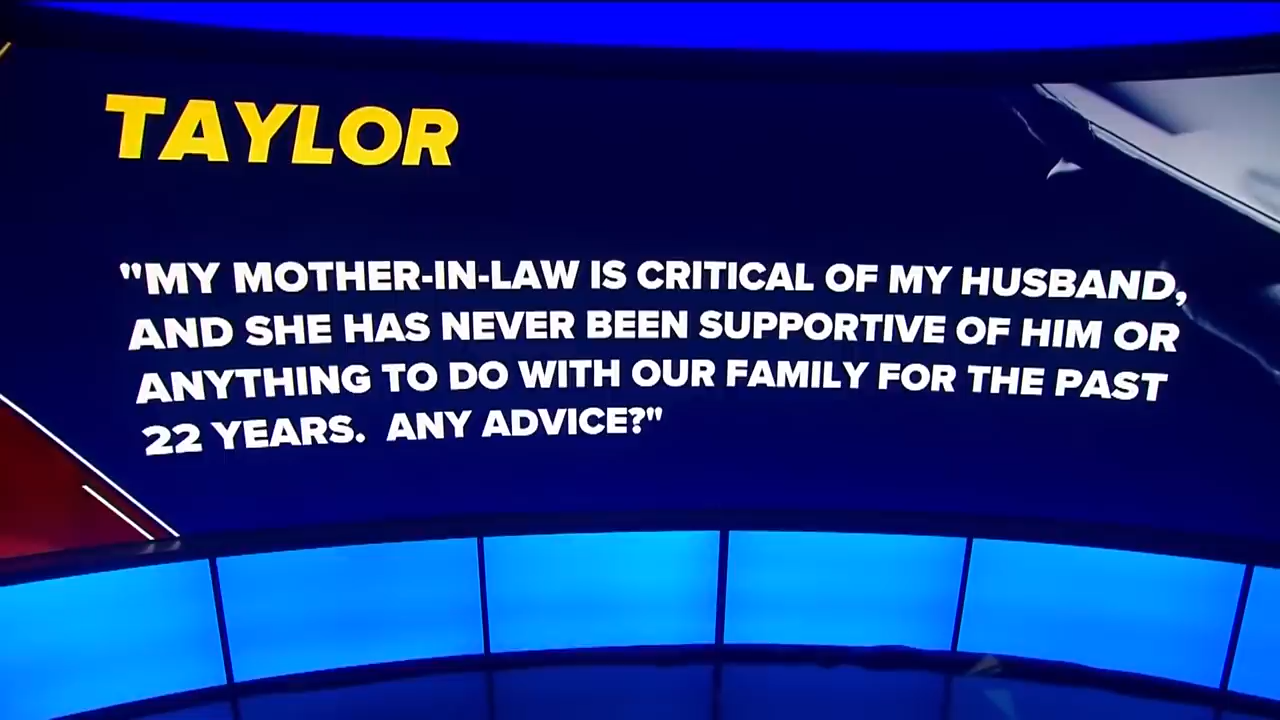 TAYLOR
"MY MOTHER-IN-LAW IS CRITICAL OF MY HUSBAND,
AND SHE HAS NEVER BEEN SUPPORTIVE OF HIM OR
ANYTHING TO DO WITH OUR FAMILY FOR THE PAST
22 YEARS.  ANY ADVICE?"